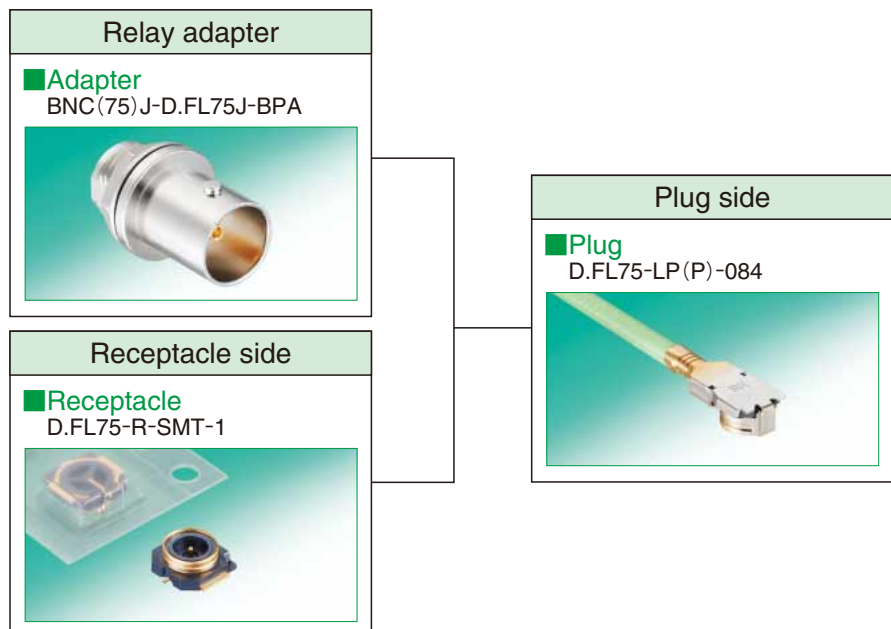 Relay adapter
■Adapter
BNC(75)J-D.FL75J-BPA
Receptacle side
■Receptacle
D.FL75-R-SMT-1
Plug side
■Plug
D.FL75-LP(P)-084